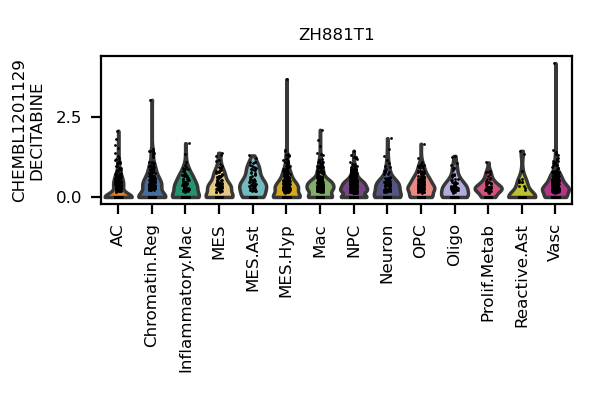 ZH881T1
CHEMBL1201129
DECITABINE
2.5
0.0
AC
Chromatin.Reg
Inflammatory.Mac
MES
MES.Ast
MES.Hyp
Mac
NPC
Neuron
OPC
Oligo
Prolif.Metab
Reactive.Ast
Vasc